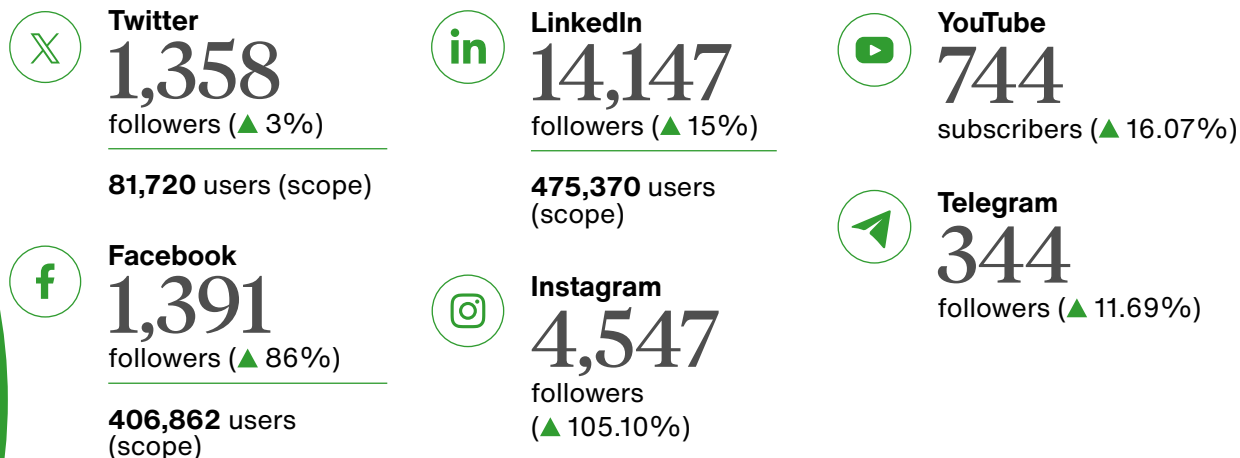 Twitter
1,358
followers (▲ 3%)
81,720 users (scope)
Facebook
1,391
followers (▲ 86%)
406,862 users
(scope)
LinkedIn
14,147
followers (▲ 15%)
475,370 users
(scope)
Instagram
4,547
followers
(▲ 105.10%)
YouTube
744
subscribers (▲ 16.07%)
Telegram
344
followers (▲ 11.69%)